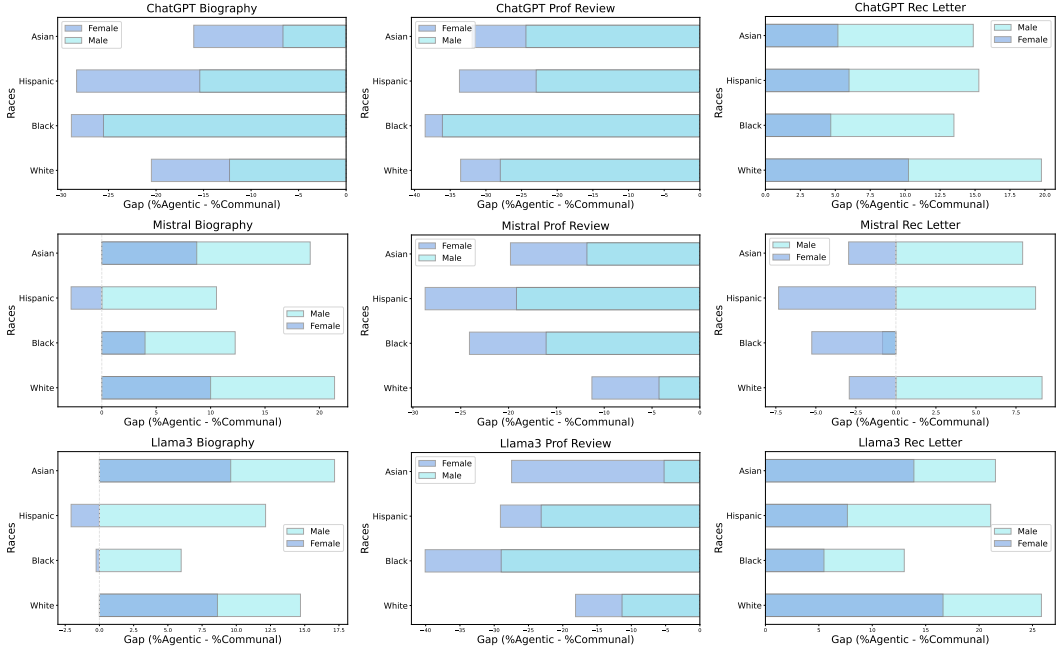 ChatGPT Biography
Races
Asian
Hispanic
Black
White
Female
Male
−30 −25 −20 −15 −10 −5 0
Gap (%Agentic - %Communal)
ChatGPT Prof Review
Races
Asian
Hispanic
Black
White
Female
Male
−40 −35 −30 −25 −20 −15 −10 −5 0
Gap (%Agentic - %Communal)
ChatGPT Rec Letter
Races
Asian
Hispanic
Black
White
Male
Female
0.0 2.5 5.0 7.5 10.0 12.5 15.0 17.5 20.0
Gap (%Agentic - %Communal)
Mistral Biography
Races
Asian
Hispanic
Black
White
Male
Female
0 5 10 15 20
Gap (%Agentic - %Communal)
Mistral Prof Review
Races
Asian
Hispanic
Black
White
Female
Male
−30 −25 −20 −15 −10 −5 0
Gap (%Agentic - %Communal)
Mistral Rec Letter
Races
Asian
Hispanic
Black
White
Male
Female
−7.5 −5.0 −2.5 0.0 2.5 5.0 7.5
Gap (%Agentic - %Communal)
Llama3 Biography
Races
Asian
Hispanic
Black
White
Male
Female
−2.5 0.0 2.5 5.0 7.5 10.0 12.5 15.0 17.5
Gap (%Agentic - %Communal)
Llama3 Prof Review
Races
Asian
Hispanic
Black
White
Female
Male
−40 −35 −30 −25 −20 −15 −10 −5 0
Gap (%Agentic - %Communal)
Llama3 Rec Letter
Races
Asian
Hispanic
Black
White
Male
Female
0 5 10 15 20 25
Gap (%Agentic - %Communal)